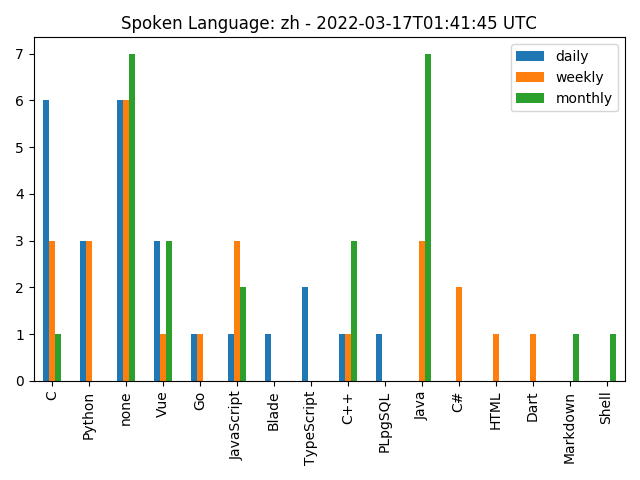 Spoken Language: zh - 2022-03-17T01:41:45 UTC
daily
weekly
monthly
7
6
5
4
3
2
1
0
C
Python
none
Vue
Go
JavaScript
Blade
TypeScript
C++
PLpgSQL
Java
C#
HTML
Dart
Markdown
Shell